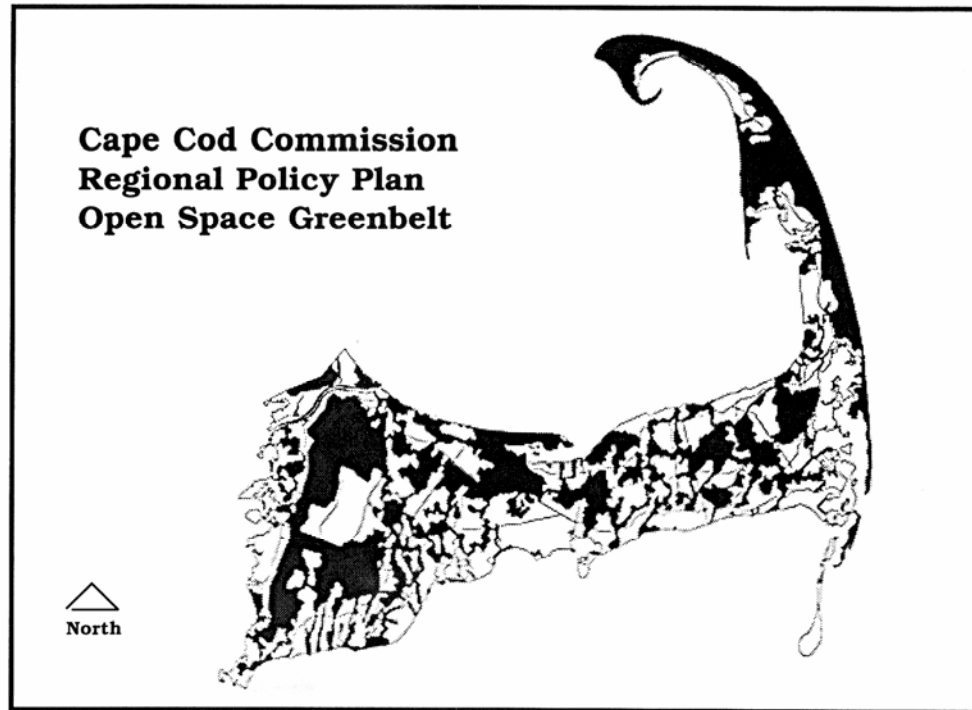 Cape Cod Commission
Regional Policy Plan
Open Space Greenbelt
North